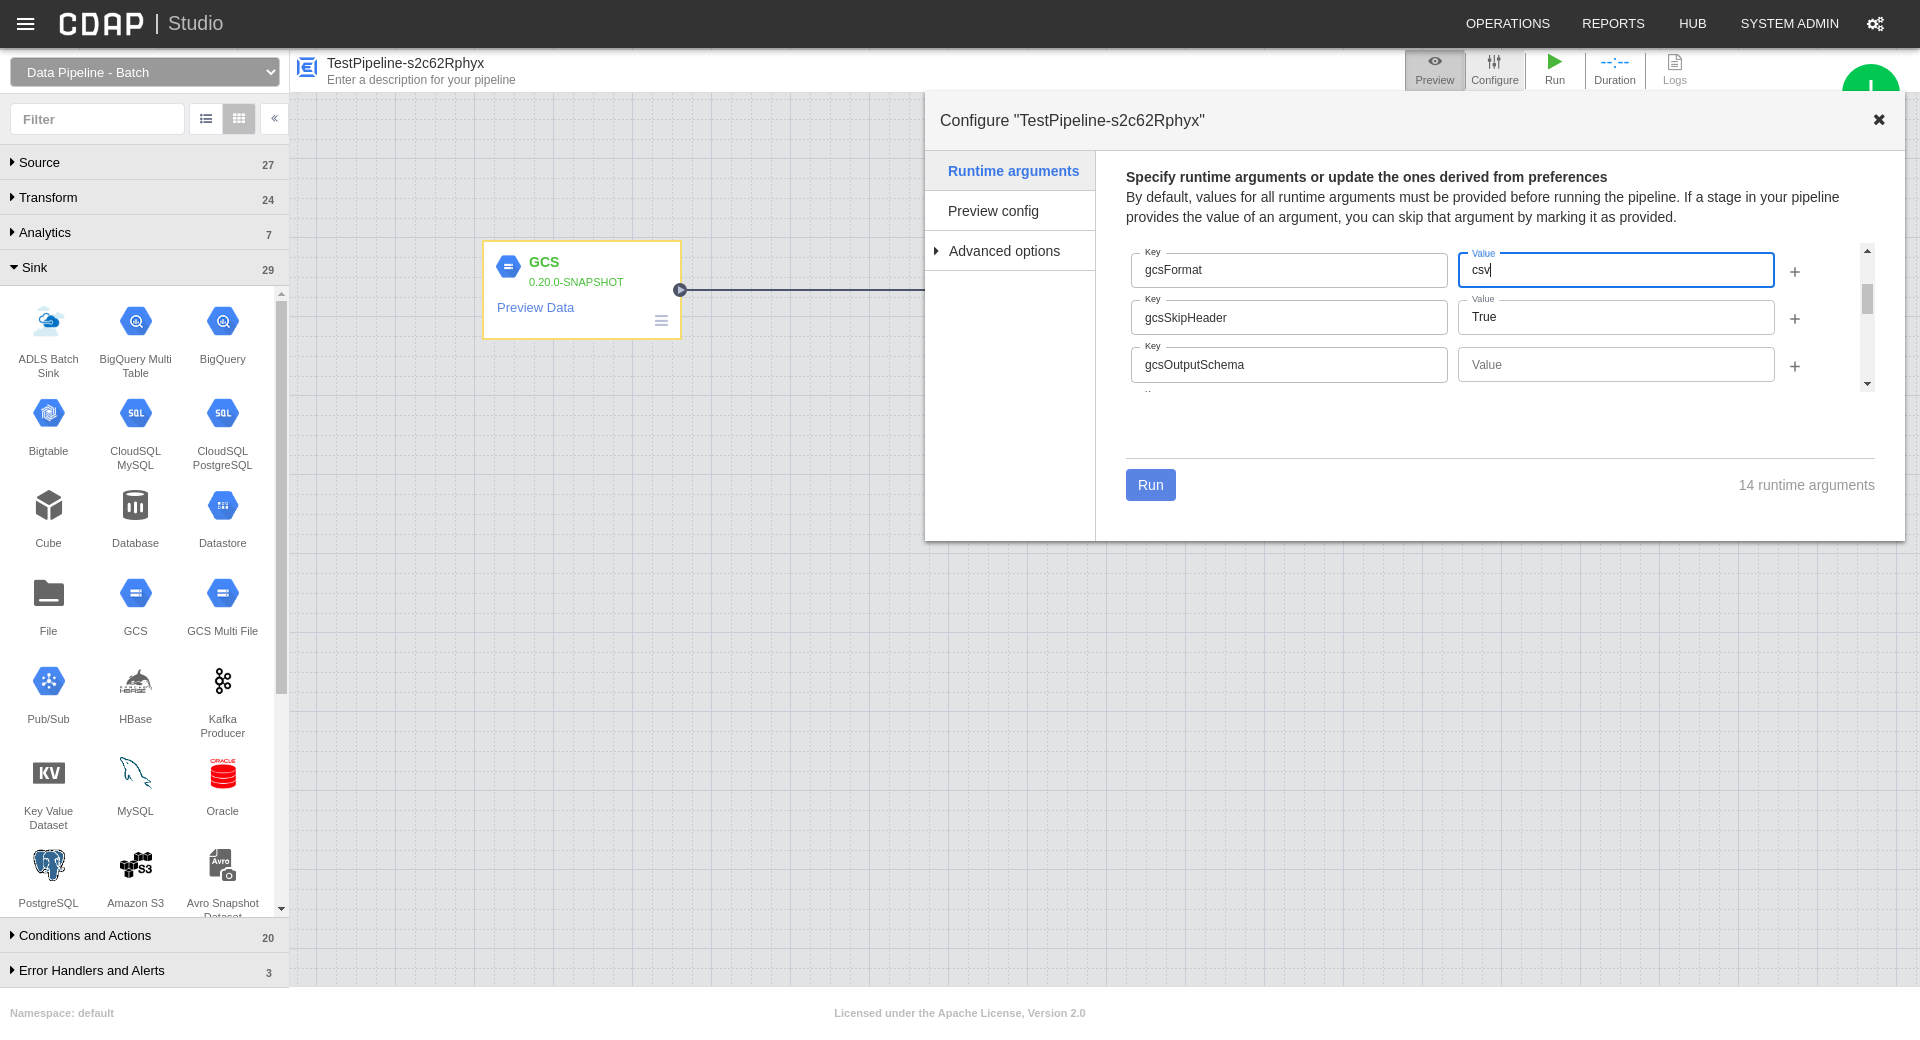 CDAP | Studio
OPERATIONS
REPORTS
HUB
SYSTEM ADMIN
Data Pipeline - Batch
TestPipeline-s2c62Rphyx
Enter a description for your pipeline
Preview
Configure
Run
Duration
Logs
Filter
Source 27
Transform 24
Analytics 7
Sink 29
ADLS Batch
Sink
BigQuery Multi
Table
BigQuery
Bigtable
SQL
CloudSQL
MySQL
SQL
CloudSQL
PostgreSQL
Cube
Database
Datastore
File
GCS
GCS Multi File
Pub/Sub
HBASE
HBase
Kafka
Producer
KV
Key Value
Dataset
MySQL
ORACLE
Oracle
PostgreSQL
S3
Amazon S3
Avro
Avro Snapshot
Dataset
Conditions and Actions 20
Error Handlers and Alerts 3
GCS
0.20.0-SNAPSHOT
Preview Data
Configure "TestPipeline-s2c62Rphyx"
Runtime arguments
Preview config
Advanced options
Specify runtime arguments or update the ones derived from preferences
By default, values for all runtime arguments must be provided before running the pipeline. If a stage in your pipeline
provides the value of an argument, you can skip that argument by marking it as provided.
Key
gcsFormat
Value
csv
Key
gcsSkipHeader
Value
True
Key
gcsOutputSchema
Value
Run
14 runtime arguments
Namespace: default
Licensed under the Apache License, Version 2.0